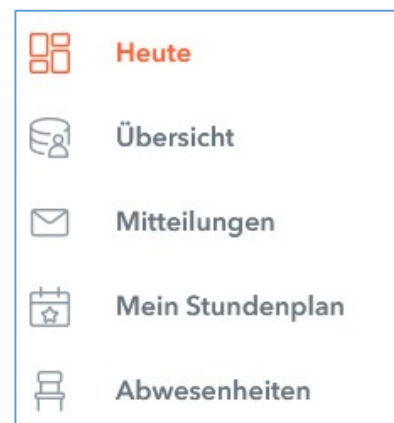 Heute
Übersicht
Mitteilungen
Mein Stundenplan
Abwesenheiten